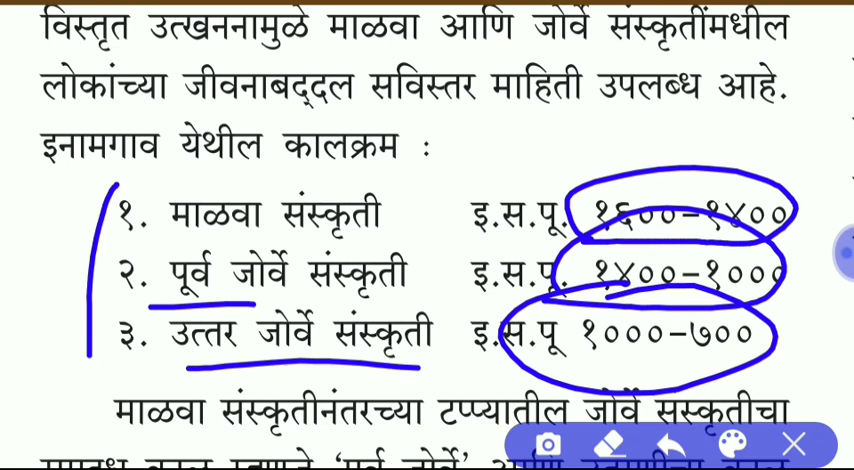 विस्तृत उत्खननामुळे माळवा आणि जोर्वे संस्कृतींमधील
लोकांच्या जीवनाबद्दल सविस्तर माहिती उपलब्ध आहे.
इनामगाव येथील कालक्रम :
१. माळवा संस्कृती इ.स.पू. १६००-१४००
२. पूर्व जोर्वे संस्कृती इ.स.पू. १४००-१०००
३. उत्तर जोर्वे संस्कृती इ.स.पू १०००-७००
माळवा संस्कृतीनंतरच्या टप्प्यातील जोर्वे संस्कृतीचा